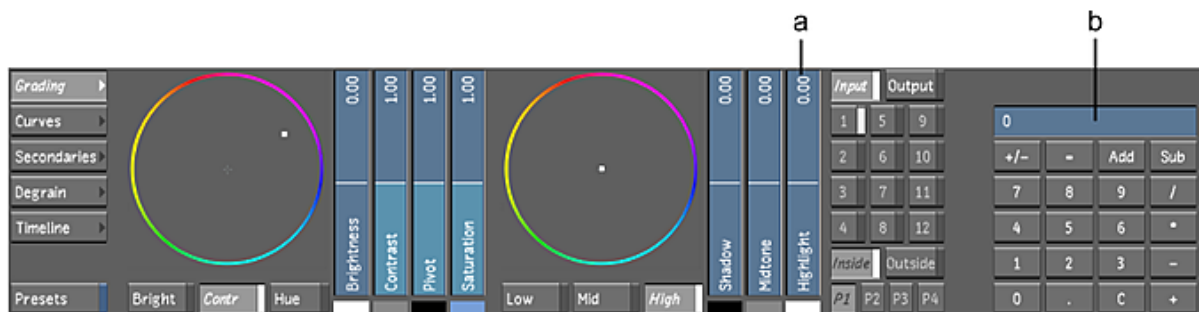 a
b
Grading
Curves
Secondaries
Degrain
Timeline
Presets
Bright Contr Hue
0.00 1.00 1.00 1.00
Brightness Contrast Pivot Saturation
Low Mid High
0.00 0.00 0.00
Shadow Midtone Highlight
Input Output
1 5 9
2 6 10
3 7 11
4 8 12
Inside Outside
P1 P2 P3 P4
0
+/- = Add Sub
7 8 9 /
4 5 6 *
1 2 3 -
0 . C +